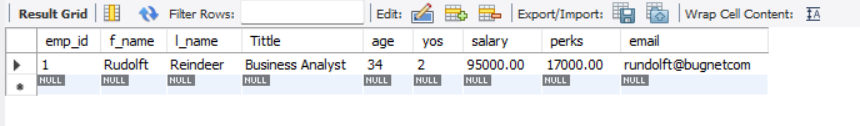 Result Grid Filter Rows: Edit: Export/Import: Wrap Cell Content: IA
emp_id f_name l_name Tittle age yos salary perks email
1 Rudolft Reindeer Business Analyst 34 2 95000.00 17000.00 rundolft@bugnetcom
NULL NULL NULL NULL NULL NULL NULL NULL NULL